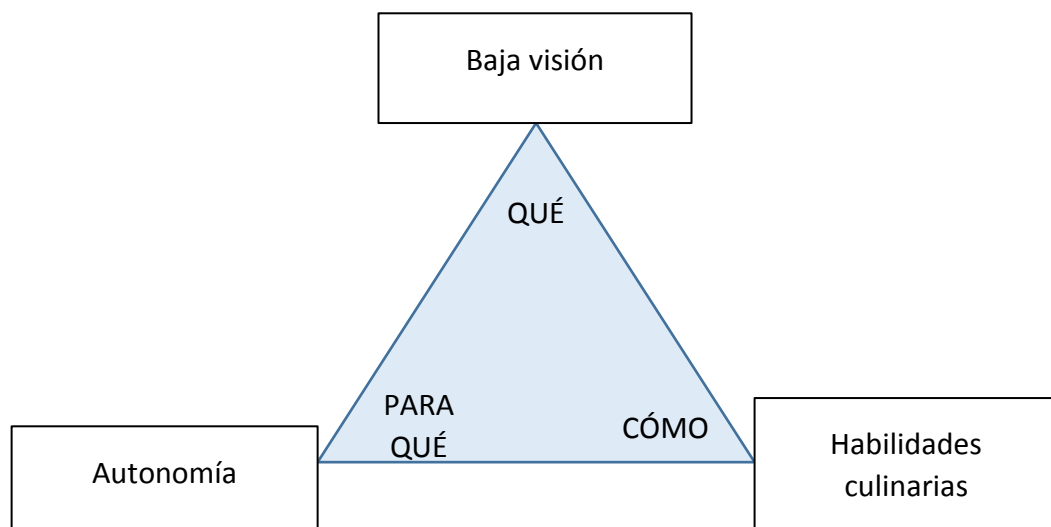 Baja visión
QUÉ
PARA
QUÉ
CÓMO
Autonomía
Habilidades
culinarias